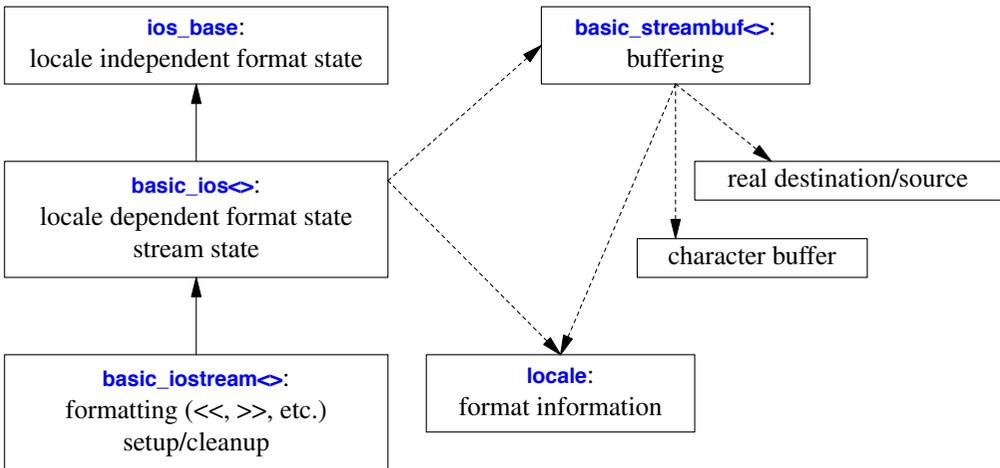 ios_base:
locale independent format state
basic_streambuf<>:
buffering
basic_ios<>:
locale dependent format state
stream state
real destination/source
character buffer
basic_iostream<>:
formatting (<<, >>, etc.)
setup/cleanup
locale:
format information